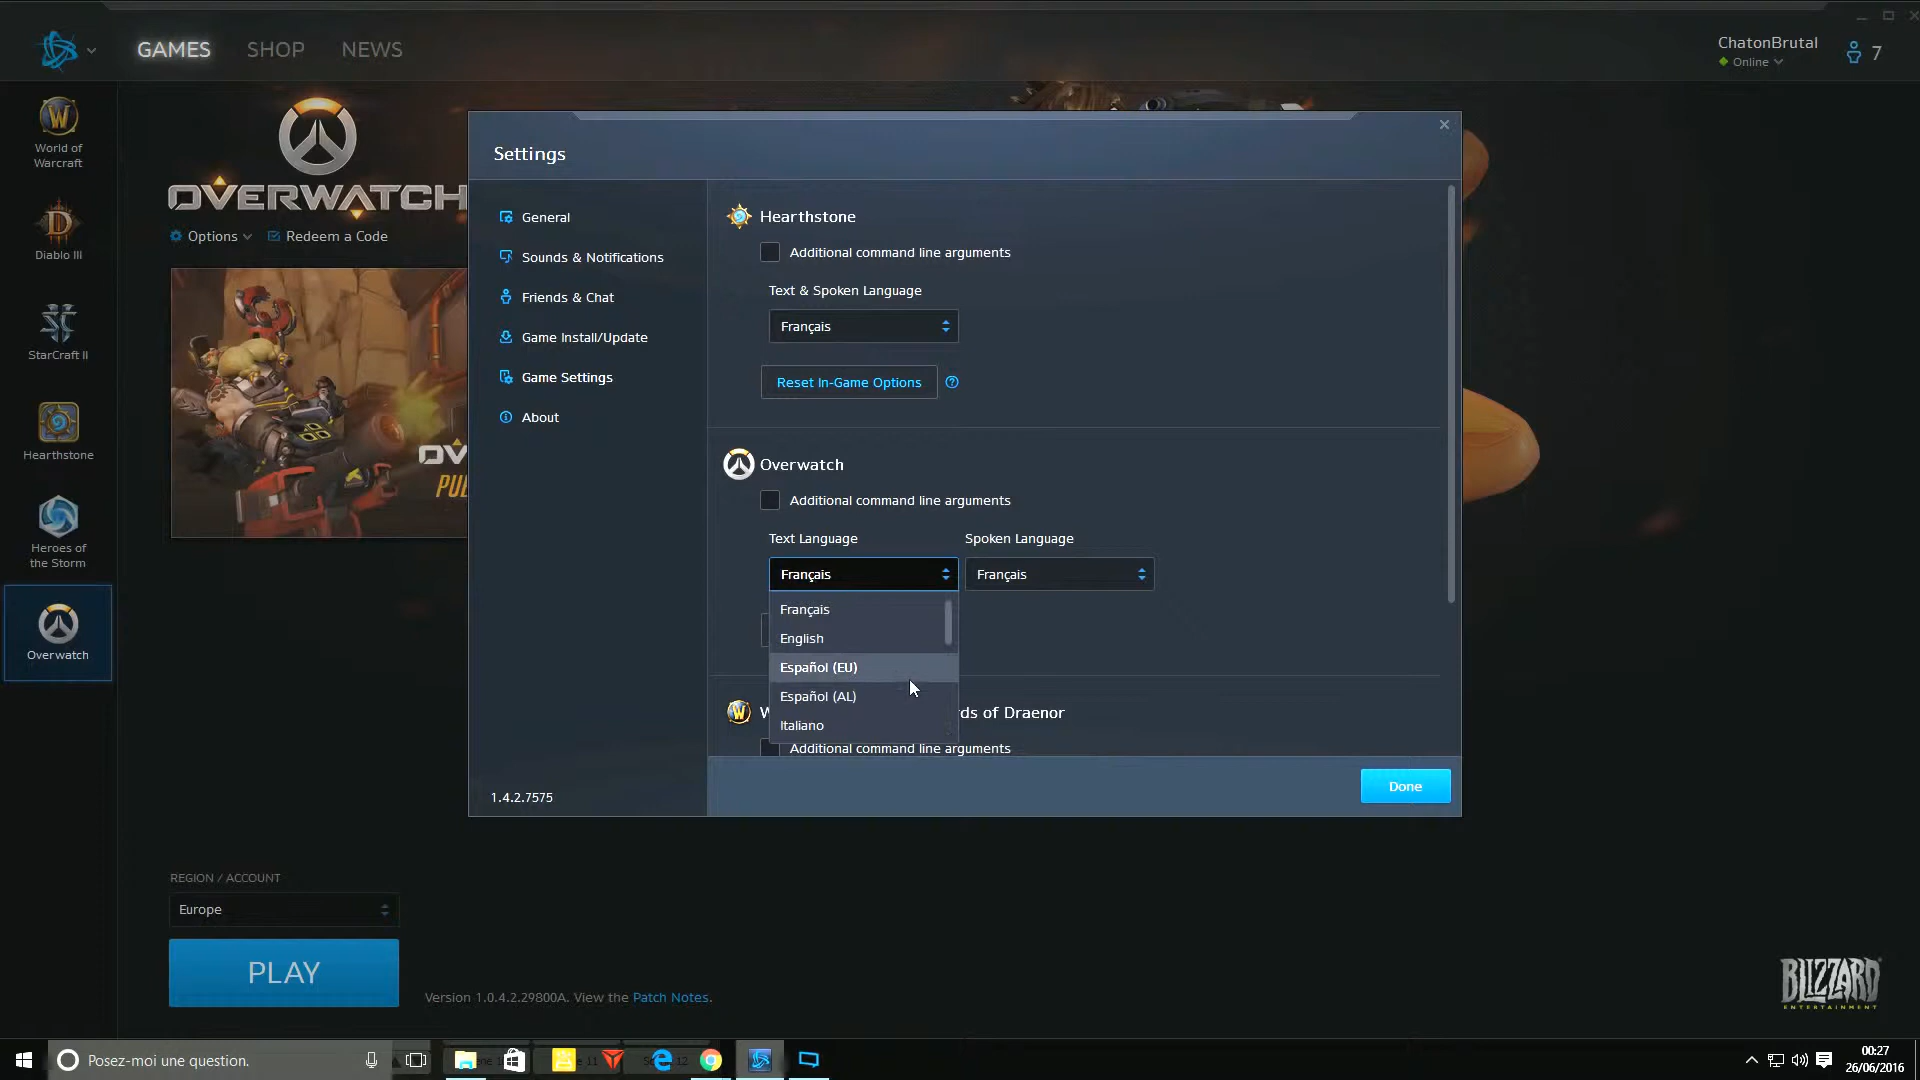 GAMES SHOP NEWS
ChatonBrutal
Online
7
World of
Warcraft
Diablo III
StarCraft II
Hearthstone
Heroes of
the Storm
Overwatch
OVERWATCH
Options
Redeem a Code
Settings
General
Sounds & Notifications
Friends & Chat
Game Install/Update
Game Settings
About
1.4.2.7575
Hearthstone
Additional command line arguments
Text & Spoken Language
Français
Reset In-Game Options
Overwatch
Additional command line arguments
Text Language Spoken Language
Français Français
Français
English
Español (EU)
Español (AL)
Italiano
rds of Draenor
Additional command line arguments
Done
REGION / ACCOUNT
Europe
PLAY
Version 1.0.4.2.29800A. View the Patch Notes.
BLIZZARD
ENTERTAINMENT
Posez-moi une question.
00:27
26/06/2016